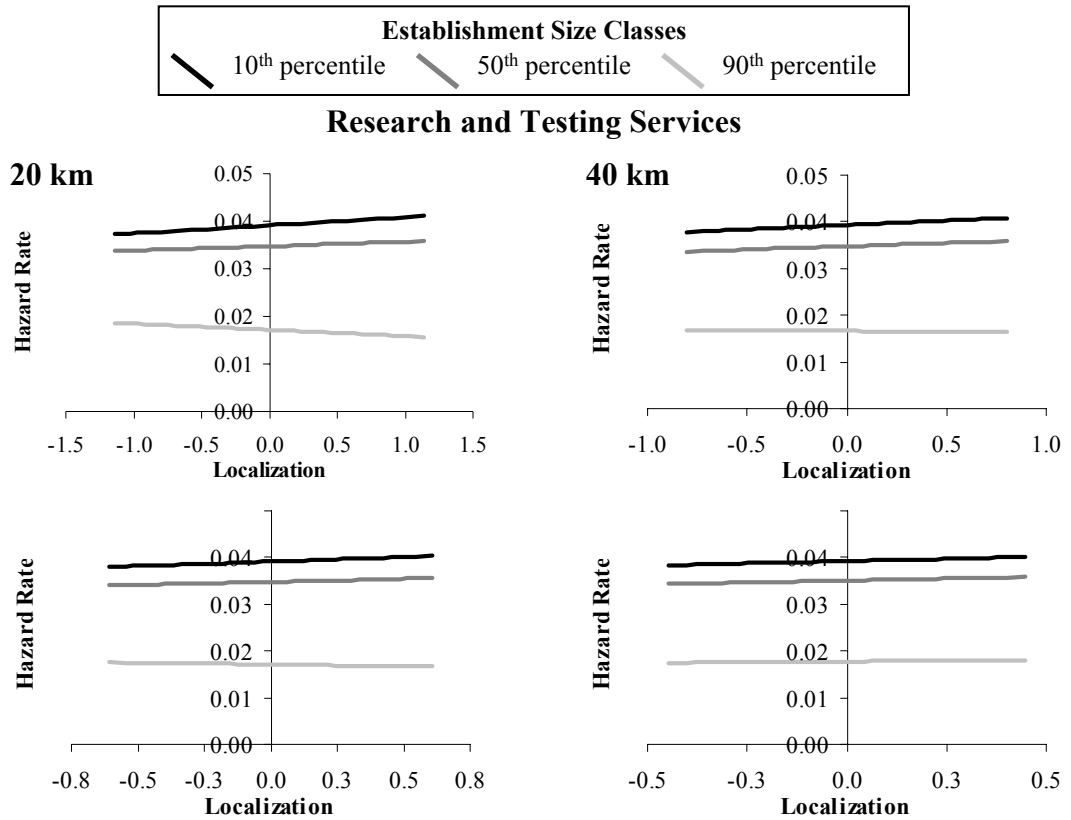 Establishment Size Classes
10th percentile 50th percentile 90th percentile
Research and Testing Services
20 km
0.05
0.04
0.03
0.02
0.01
0.00
Hazard Rate
-1.5 -1.0 -0.5 0.0 0.5 1.0 1.5
Localization
40 km
0.05
0.04
0.03
0.02
0.01
0.00
Hazard Rate
-1.0 -0.5 0.0 0.5 1.0
Localization
0.04
0.03
0.02
0.01
0.00
Hazard Rate
-0.8 -0.5 -0.3 0.0 0.3 0.5 0.8
Localization
0.04
0.03
0.02
0.01
0.00
Hazard Rate
-0.5 -0.3 0.0 0.3 0.5
Localization